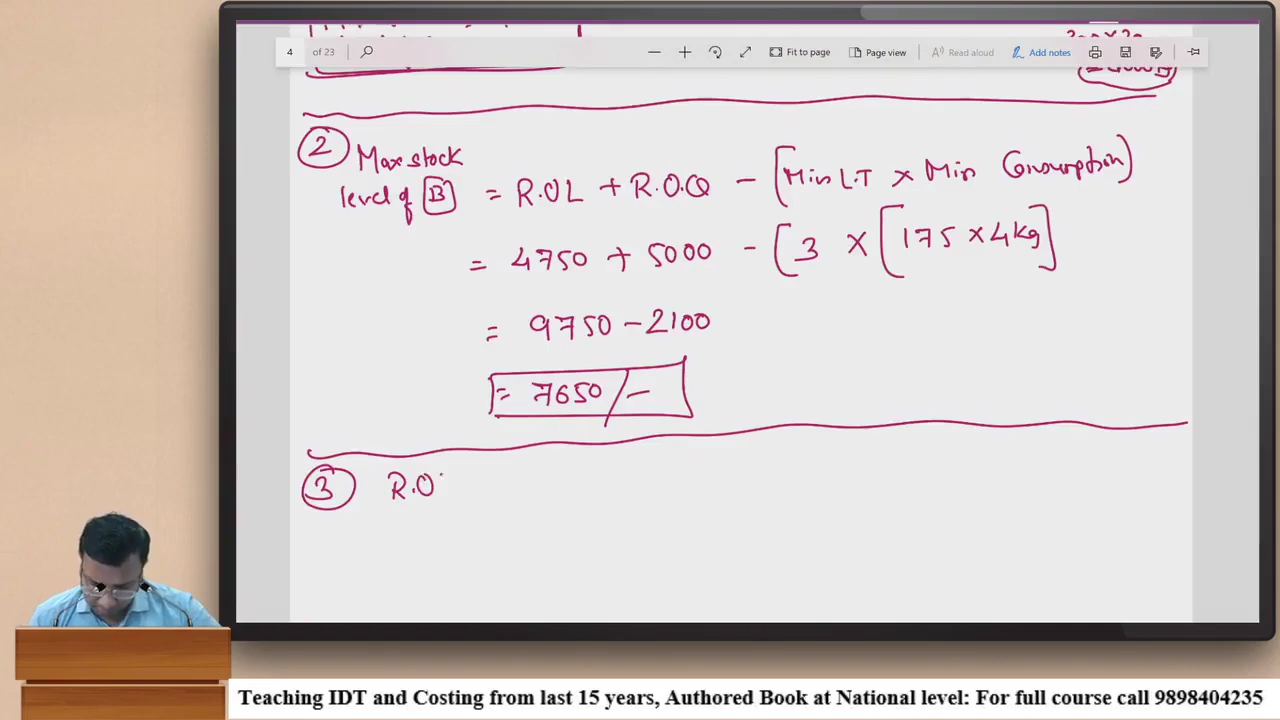 4 of 23 Fit to page Page view Read aloud Add notes
2 Max stock level of B = R.OL + R.O.Q - [Min L.T x Min Consumption)
= 4750 + 5000 - [3 x [175 x 4kg]
= 9750 - 2100
= 7650/-
3 R.O
Teaching IDT and Costing from last 15 years, Authored Book at National level: For full course call 9898404235